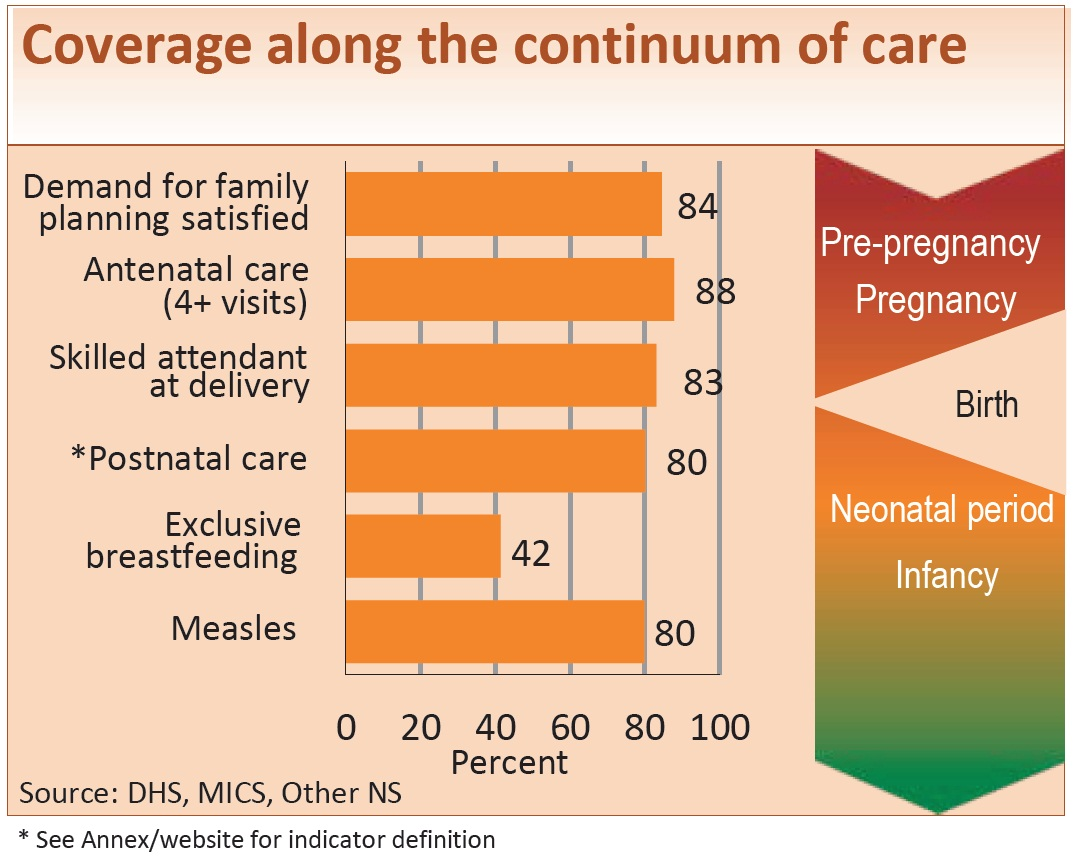 Coverage along the continuum of care
Demand for family
planning satisfied
84
Antenatal care
(4+ visits)
88
Skilled attendant
at delivery
83
*Postnatal care
80
Exclusive
breastfeeding
42
Measles
80
0 20 40 60 80 100
Percent
Source: DHS, MICS, Other NS
Pre-pregnancy
Pregnancy
Birth
Neonatal period
Infancy
* See Annex/website for indicator definition